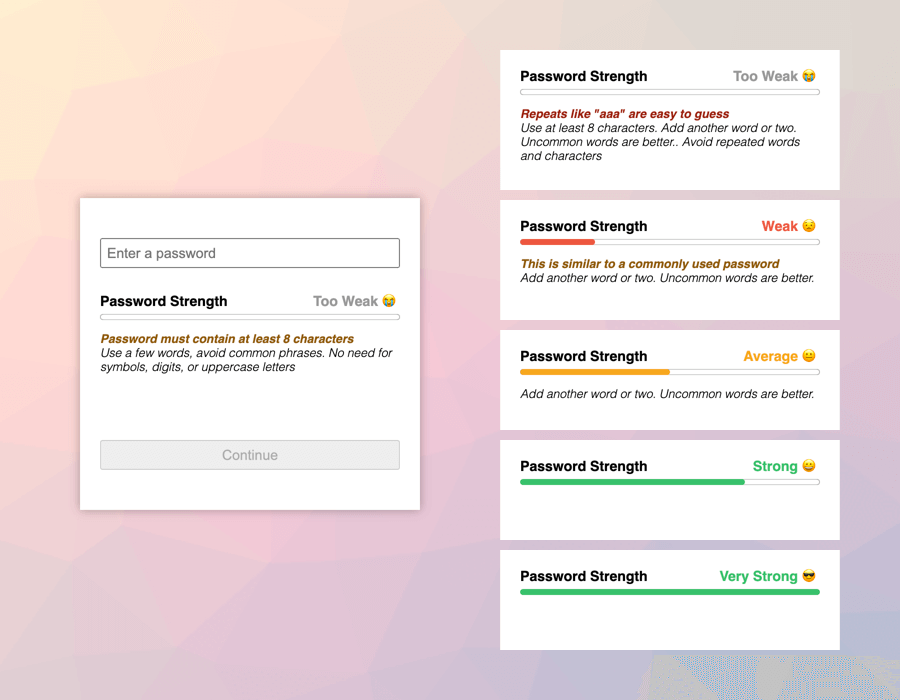 Enter a password
Password Strength Too Weak 😭
Password must contain at least 8 characters
Use a few words, avoid common phrases. No need for
symbols, digits, or uppercase letters
Continue
Password Strength Too Weak 😭
Repeats like "aaa" are easy to guess
Use at least 8 characters. Add another word or two.
Uncommon words are better.. Avoid repeated words
and characters
Password Strength Weak 😣
This is similar to a commonly used password
Add another word or two. Uncommon words are better.
Password Strength Average 😐
Add another word or two. Uncommon words are better.
Password Strength Strong 😀
Password Strength Very Strong 😎